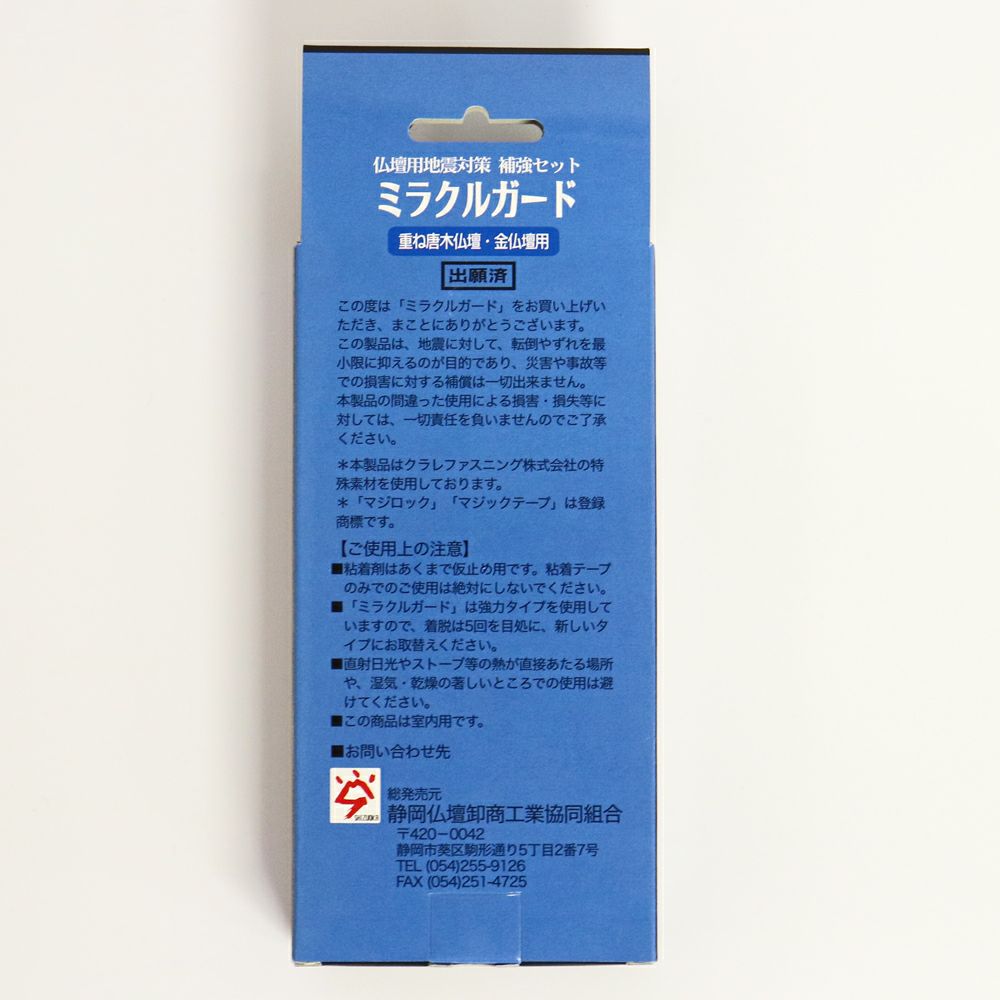 仏壇用地震対策 補強セット
ミラクルガード
重ね唐木仏壇・金仏壇用
出願済
この度は「ミラクルガード」をお買い上げい
ただき、まことにありがとうございます。
この製品は、地震に対して、転倒やずれを最
小限に抑えるのが目的であり、災害や事故等
での損害に対する補償は一切出来ません。
本製品の間違った使用による損害・損失等に
対しては、一切責任を負いませんのでご了承
ください。
＊本製品はクラレファスニング株式会社の特
殊素材を使用しております。
＊「マジロック」「マジックテープ」は登録
商標です。
【ご使用上の注意】
■粘着剤はあくまで仮止め用です。粘着テープ
のみでのご使用は絶対にしないでください。
■「ミラクルガード」は強力タイプを使用して
いますので、着脱は5回を目処に、新しいタ
イプにお取替えください。
■直射日光やストーブ等の熱が直接あたる場所
や、湿気・乾燥の著しいところでの使用は避
けてください。
■この商品は室内用です。
■お問い合わせ先
SHIZUOKA
総発売元
静岡仏壇卸商工業協同組合
〒420－0042
静岡市葵区駒形通り5丁目2番7号
TEL (054)255-9126
FAX (054)251-4725